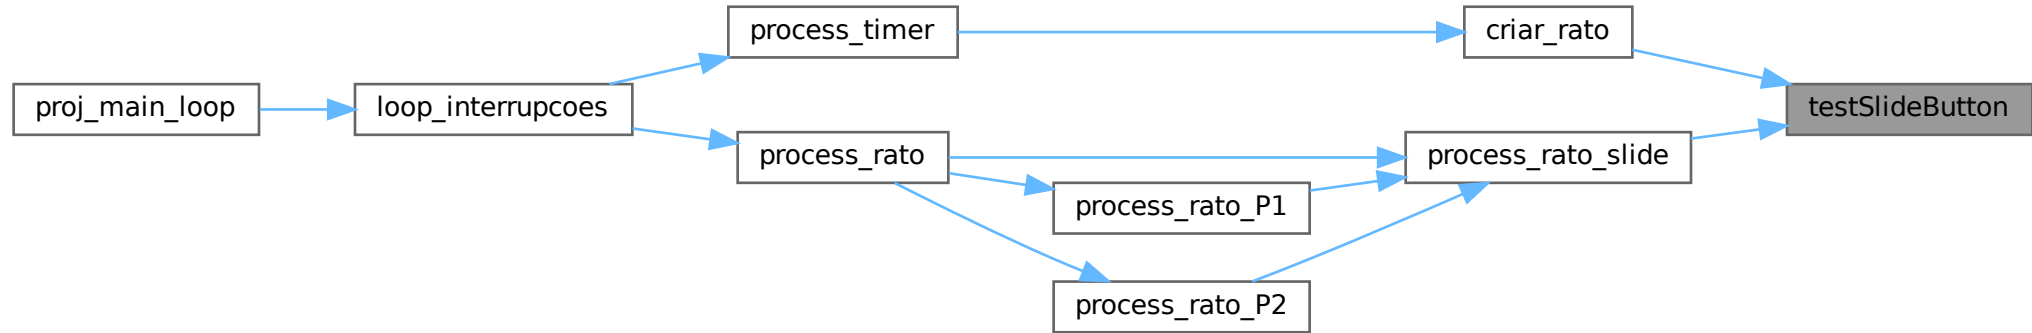 process_timer
criar_rato
proj_main_loop
loop_interrupcoes
testSlideButton
process_rato
process_rato_slide
process_rato_P1
process_rato_P2